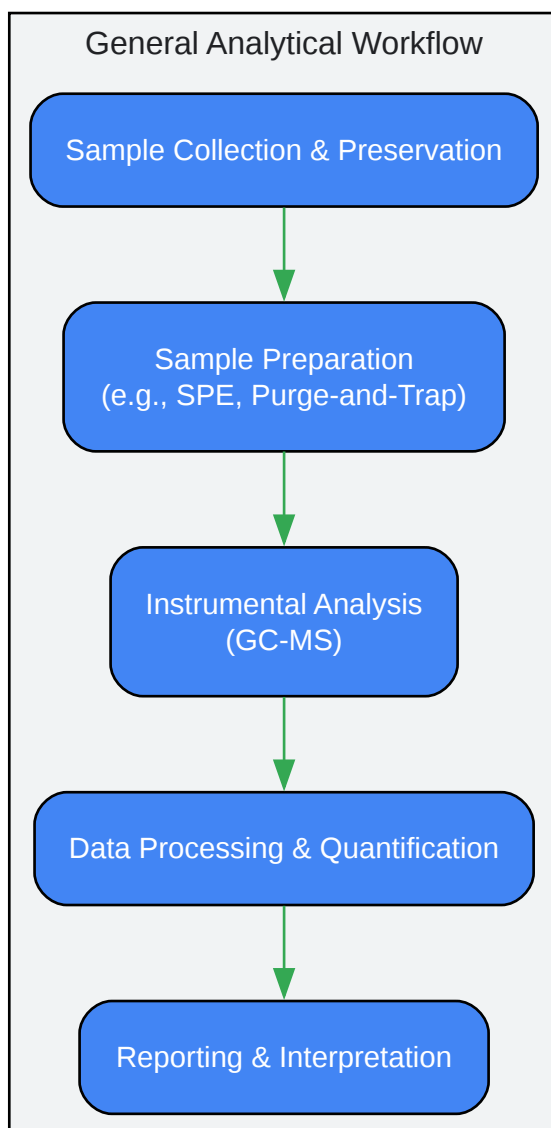 General Analytical Workflow
Sample Collection & Preservation
Sample Preparation
(e.g., SPE, Purge-and-Trap)
Instrumental Analysis
(GC-MS)
Data Processing & Quantification
Reporting & Interpretation